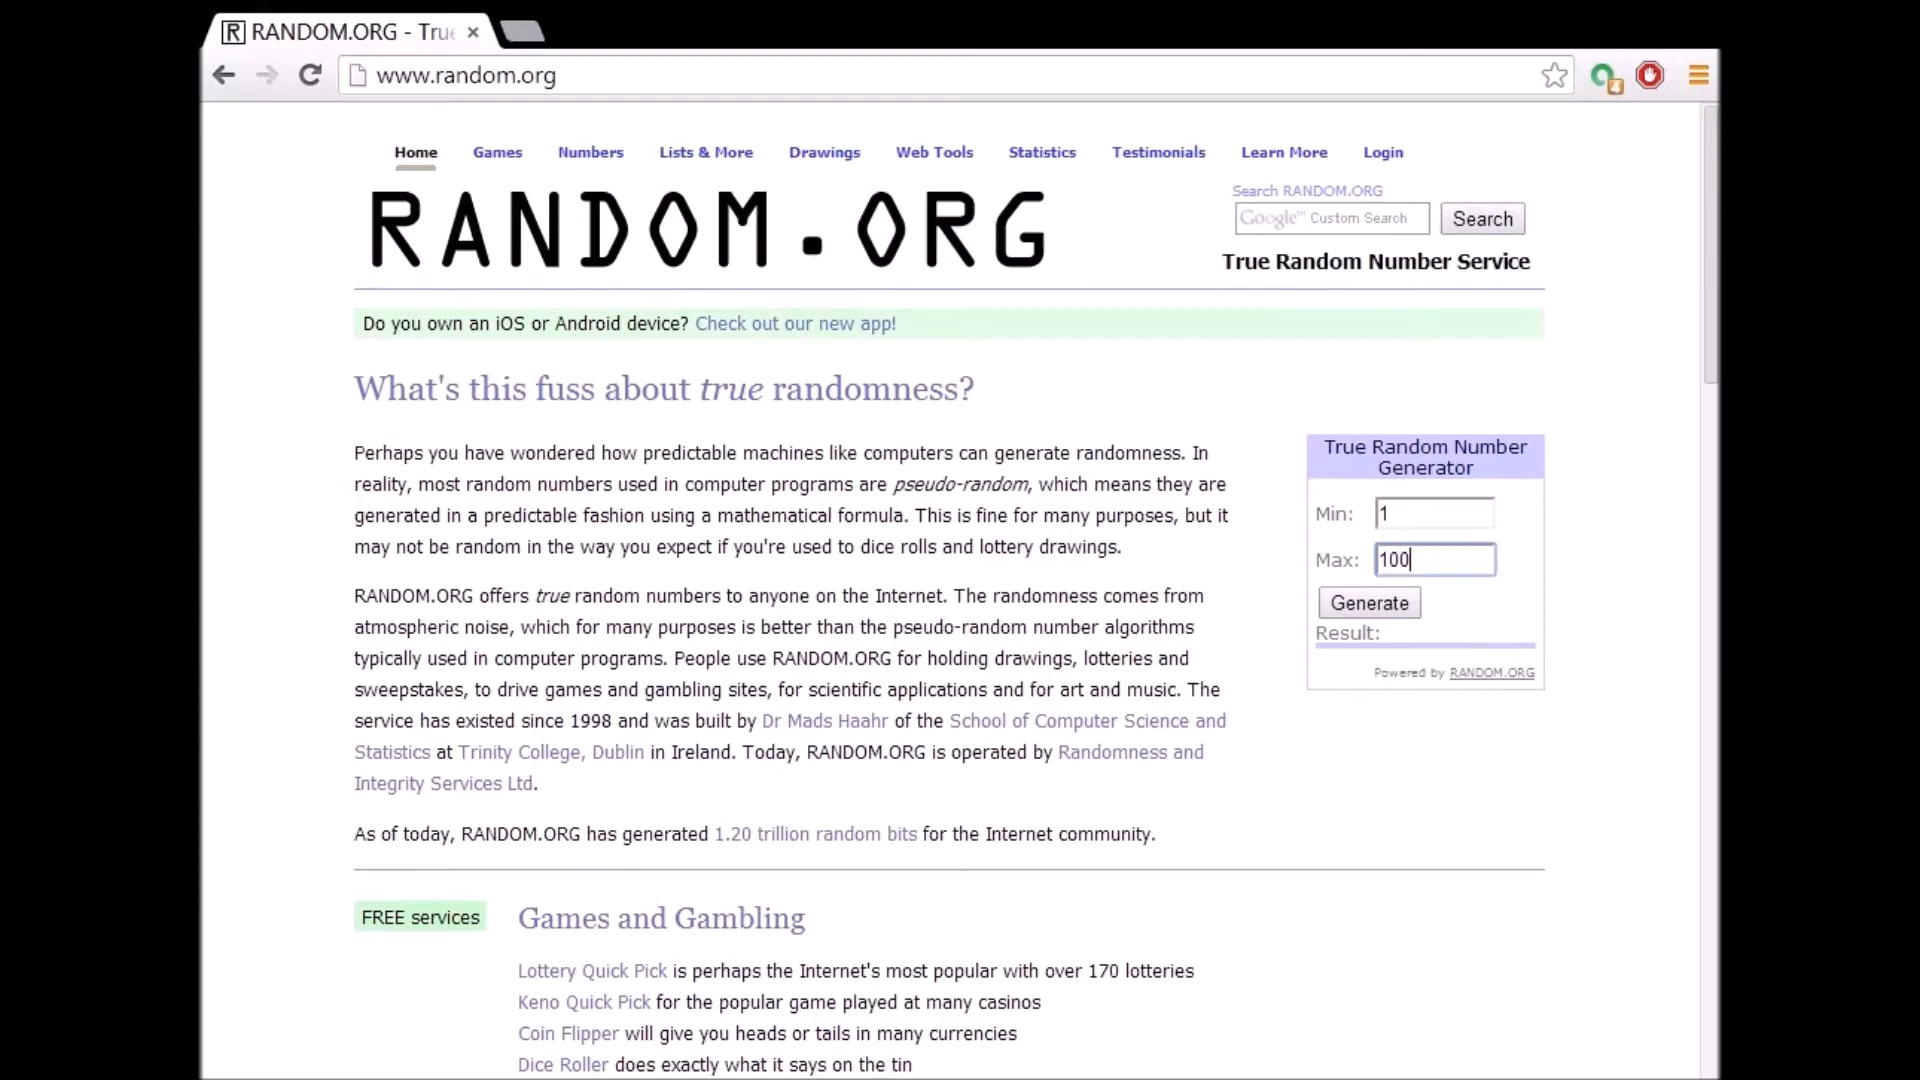 RANDOM.ORG - True
www.random.org
4
Home Games Numbers Lists & More Drawings Web Tools Statistics Testimonials Learn More Login
RANDOM.ORG
Search RANDOM.ORG
Google™ Custom Search Search
True Random Number Service
Do you own an iOS or Android device? Check out our new app!
What's this fuss about true randomness?
Perhaps you have wondered how predictable machines like computers can generate randomness. In
reality, most random numbers used in computer programs are pseudo-random, which means they are
generated in a predictable fashion using a mathematical formula. This is fine for many purposes, but it
may not be random in the way you expect if you're used to dice rolls and lottery drawings.
RANDOM.ORG offers true random numbers to anyone on the Internet. The randomness comes from
atmospheric noise, which for many purposes is better than the pseudo-random number algorithms
typically used in computer programs. People use RANDOM.ORG for holding drawings, lotteries and
sweepstakes, to drive games and gambling sites, for scientific applications and for art and music. The
service has existed since 1998 and was built by Dr Mads Haahr of the School of Computer Science and
Statistics at Trinity College, Dublin in Ireland. Today, RANDOM.ORG is operated by Randomness and
Integrity Services Ltd.
As of today, RANDOM.ORG has generated 1.20 trillion random bits for the Internet community.
True Random Number
Generator
Min: 1
Max: 100
Generate
Result:
Powered by RANDOM.ORG
FREE services
Games and Gambling
Lottery Quick Pick is perhaps the Internet's most popular with over 170 lotteries
Keno Quick Pick for the popular game played at many casinos
Coin Flipper will give you heads or tails in many currencies
Dice Roller does exactly what it says on the tin